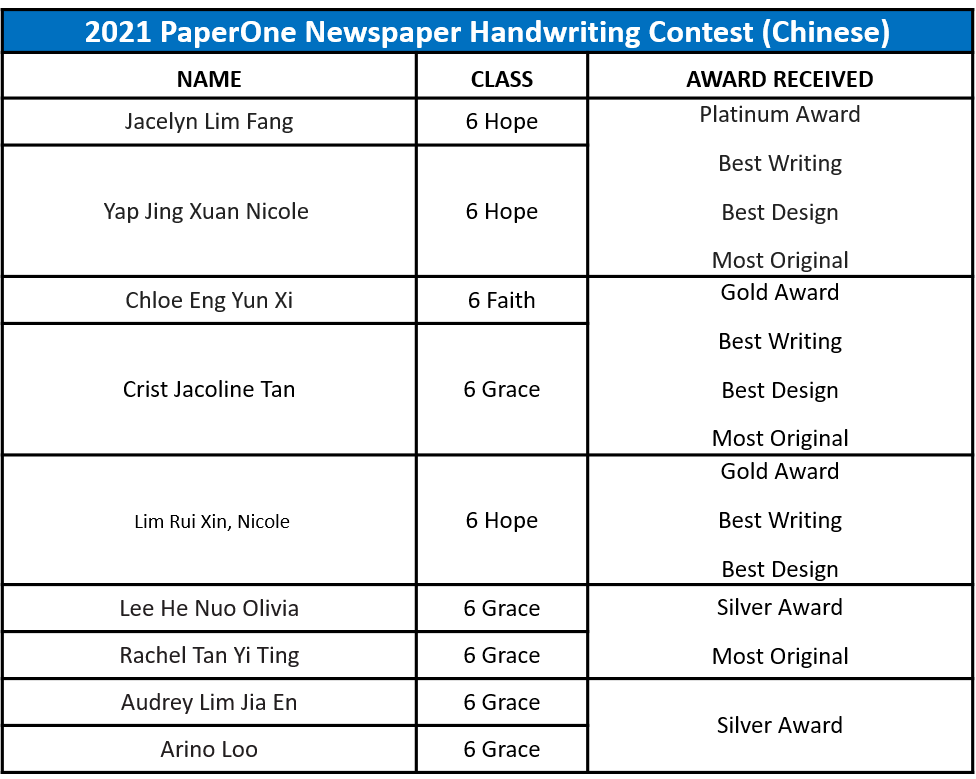 2021 PaperOne Newspaper Handwriting Contest (Chinese)
NAME CLASS AWARD RECEIVED
Jacelyn Lim Fang 6 Hope Platinum Award
Best Writing
Yap Jing Xuan Nicole 6 Hope Best Design
Most Original
Chloe Eng Yun Xi 6 Faith Gold Award
Best Writing
Crist Jacoline Tan 6 Grace Best Design
Most Original
Gold Award
Lim Rui Xin, Nicole 6 Hope Best Writing
Best Design
Lee He Nuo Olivia 6 Grace Silver Award
Rachel Tan Yi Ting 6 Grace Most Original
Audrey Lim Jia En 6 Grace Silver Award
Arino Loo 6 Grace